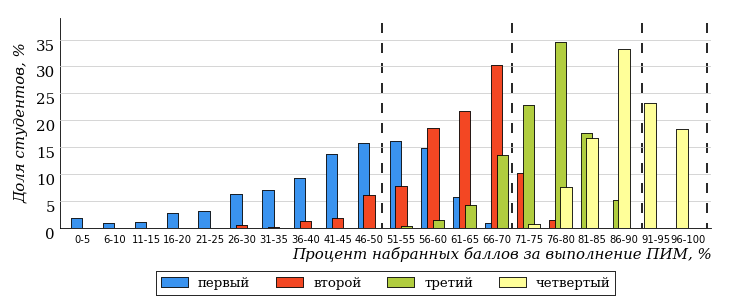 Доля студентов, %
35
30
25
20
15
10
5
0
0-5 6-10 11-15 16-20 21-25 26-30 31-35 36-40 41-45 46-50 51-55 56-60 61-65 66-70 71-75 76-80 81-85 86-90 91-95 96-100
Процент набранных баллов за выполнение ПИМ, %
первый второй третий четвертый